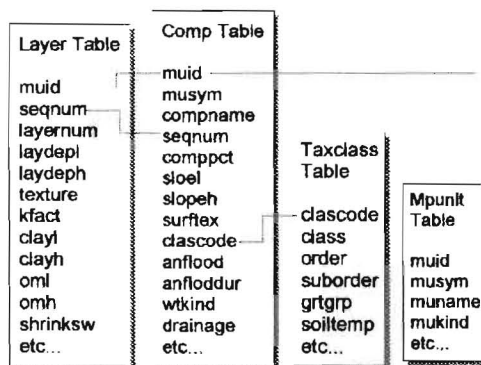 Layer Table
muid
seqnum
layernum
laydepl
laydeph
texture
kfact
clayl
clayh
oml
omh
shrinksw
etc...
Comp Table
muid
musym
compname
seqnum
comppct
sloel
slopeh
surftex
clascode
anflood
anfloddur
wtkind
drainage
etc...
Taxclass
Table
clascode
class
order
suborder
grtgrp
soiltemp
etc...
Mpunit
Table
muid
musym
muname
mukind
etc...